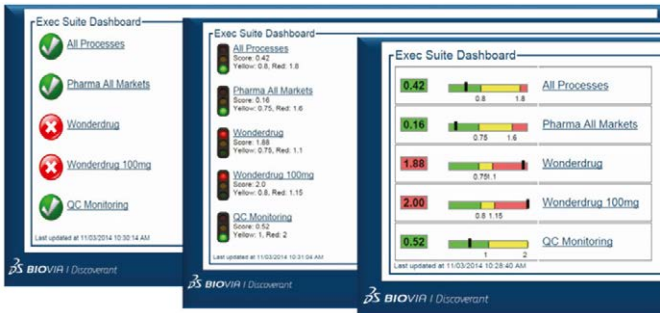 Exec Suite Dashboard
All Processes
Pharma All Markets
Wonderdrug
Wonderdrug 100mg
QC Monitoring
Last updated at 11/03/2014 10:30:14 AM
BIOVIA | Discoverant
Exec Suite Dashboard
All Processes
Score: 0.42
Yellow: 0.8, Red: 1.8
Pharma All Markets
Score: 0.16
Yellow: 0.75, Red: 1.6
Wonderdrug
Score: 1.88
Yellow: 0.75, Red: 1.1
Wonderdrug 100mg
Score: 2.0
Yellow: 0.8, Red: 1.15
QC Monitoring
Score: 0.52
Yellow: 1, Red: 2
Last updated at 11/03/2014 10:31:04 AM
BIOVIA | Discoverant
Exec Suite Dashboard
0.42 All Processes
0.8 1.8
0.16 Pharma All Markets
0.75 1.6
1.88 Wonderdrug
0.75 1.1
2.00 Wonderdrug 100mg
0.8 1.15
0.52 QC Monitoring
1 2
Last updated at 11/03/2014 10:28:40 AM
BIOVIA | Discoverant